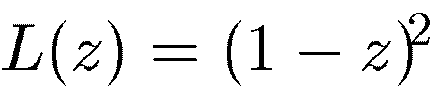 L(z) = (1 − z)²